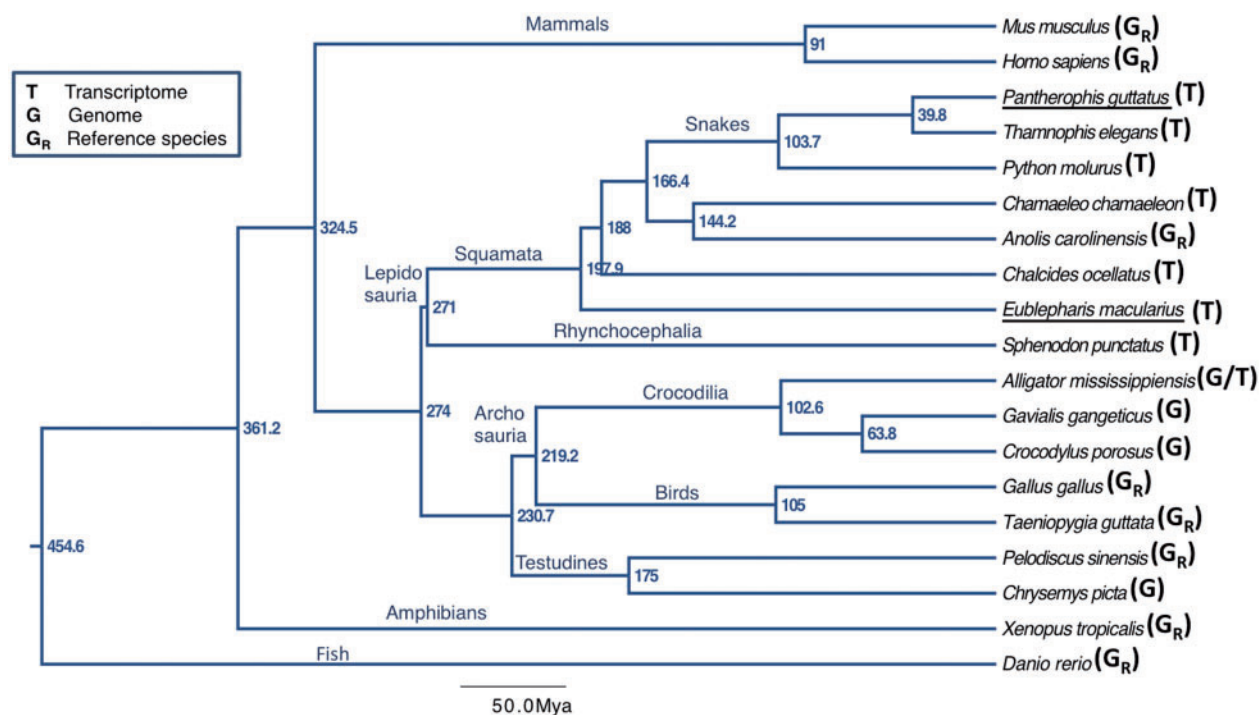 Mammals
Mus musculus (GR)
91
Homo sapiens (GR)
T Transcriptome
G Genome
GR Reference species
Pantherophis guttatus (T)
39.8
Snakes
Thamnophis elegans (T)
103.7
Python molurus (T)
166.4
Chamaeleo chamaeleon (T)
144.2
324.5
188
Anolis carolinensis (GR)
Squamata
197.9
Lepido
sauria
Chalcides ocellatus (T)
271
Eublepharis macularius (T)
Rhynchocephalia
Sphenodon punctatus (T)
Alligator mississippiensis (G/T)
Crocodilia
102.6
274
Archo
sauria
Gavialis gangeticus (G)
63.8
361.2
219.2
Crocodylus porosus (G)
Gallus gallus (GR)
Birds
105
230.7
Taeniopygia guttata (GR)
454.6
Testudines
Pelodiscus sinensis (GR)
175
Chrysemys picta (G)
Amphibians
Xenopus tropicalis (GR)
Fish
Danio rerio (GR)
50.0Mya